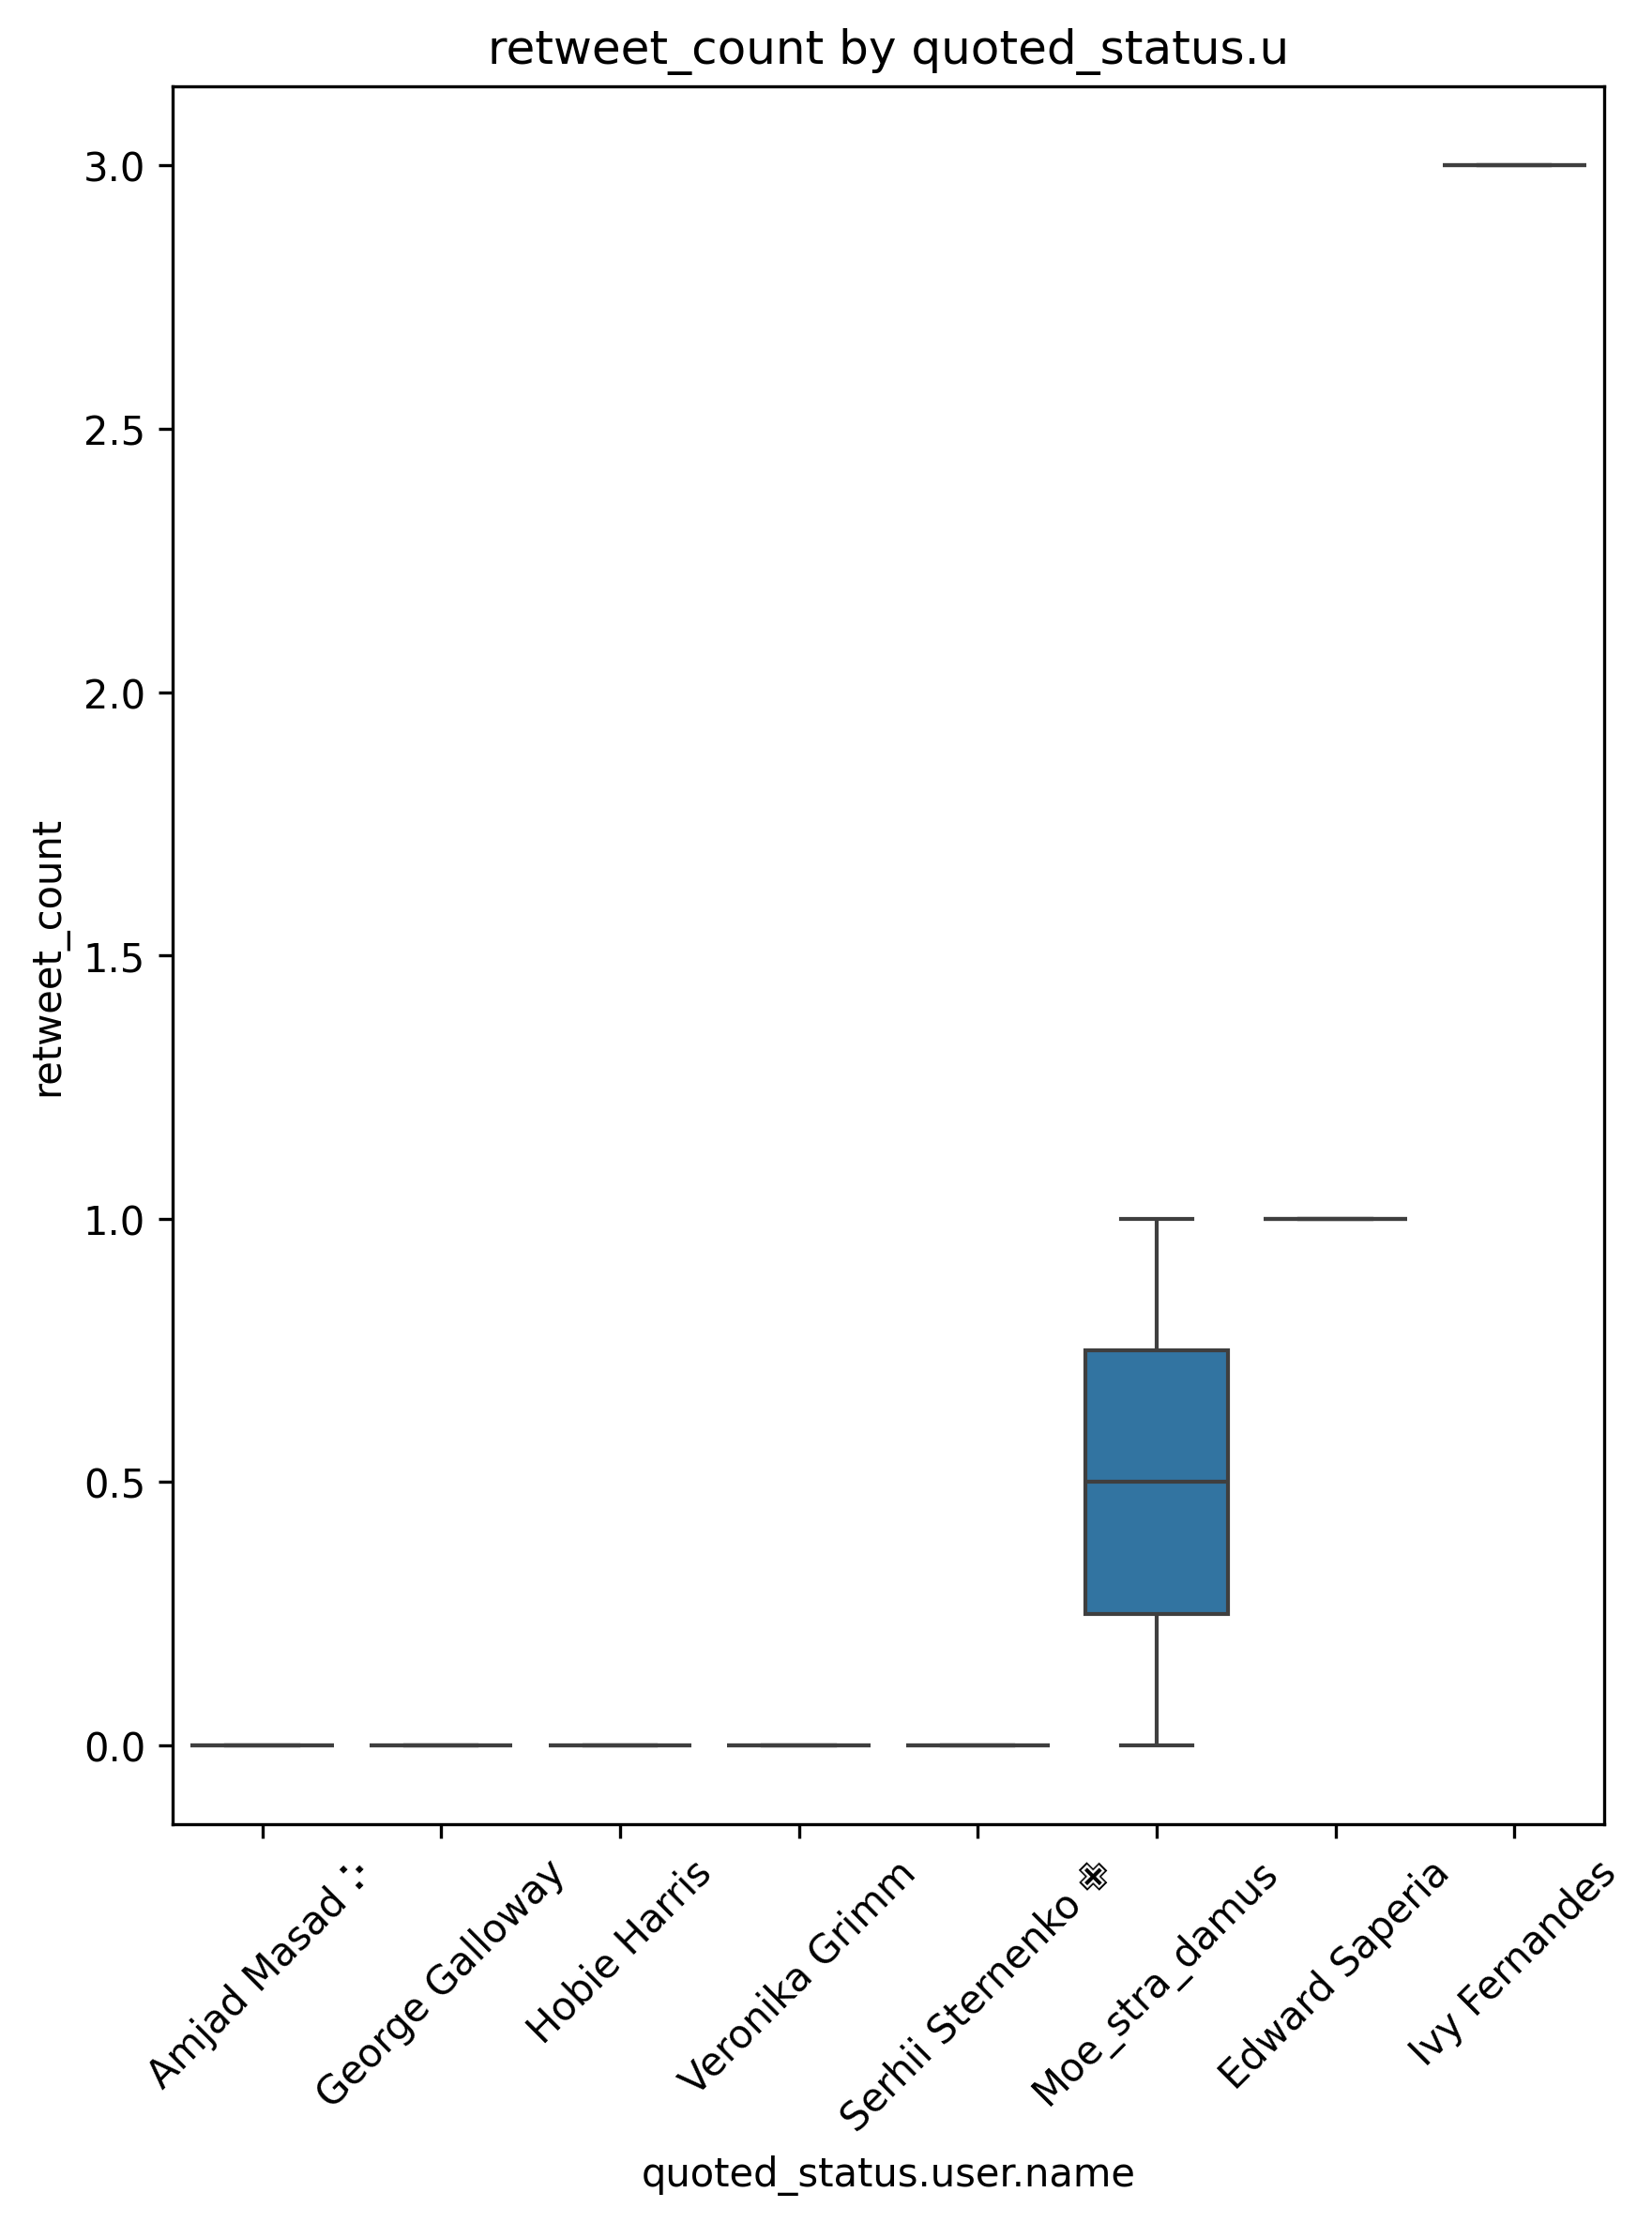 retweet_count by quoted_status.u
retweet_count
3.0
2.5
2.0
1.5
1.0
0.5
0.0
Amjad Masad ⠕
George Galloway
Hobie Harris
Veronika Grimm
Serhii Sternenko ✙
Moe_stra_damus
Edward Saperia
Ivy Fernandes
quoted_status.user.name